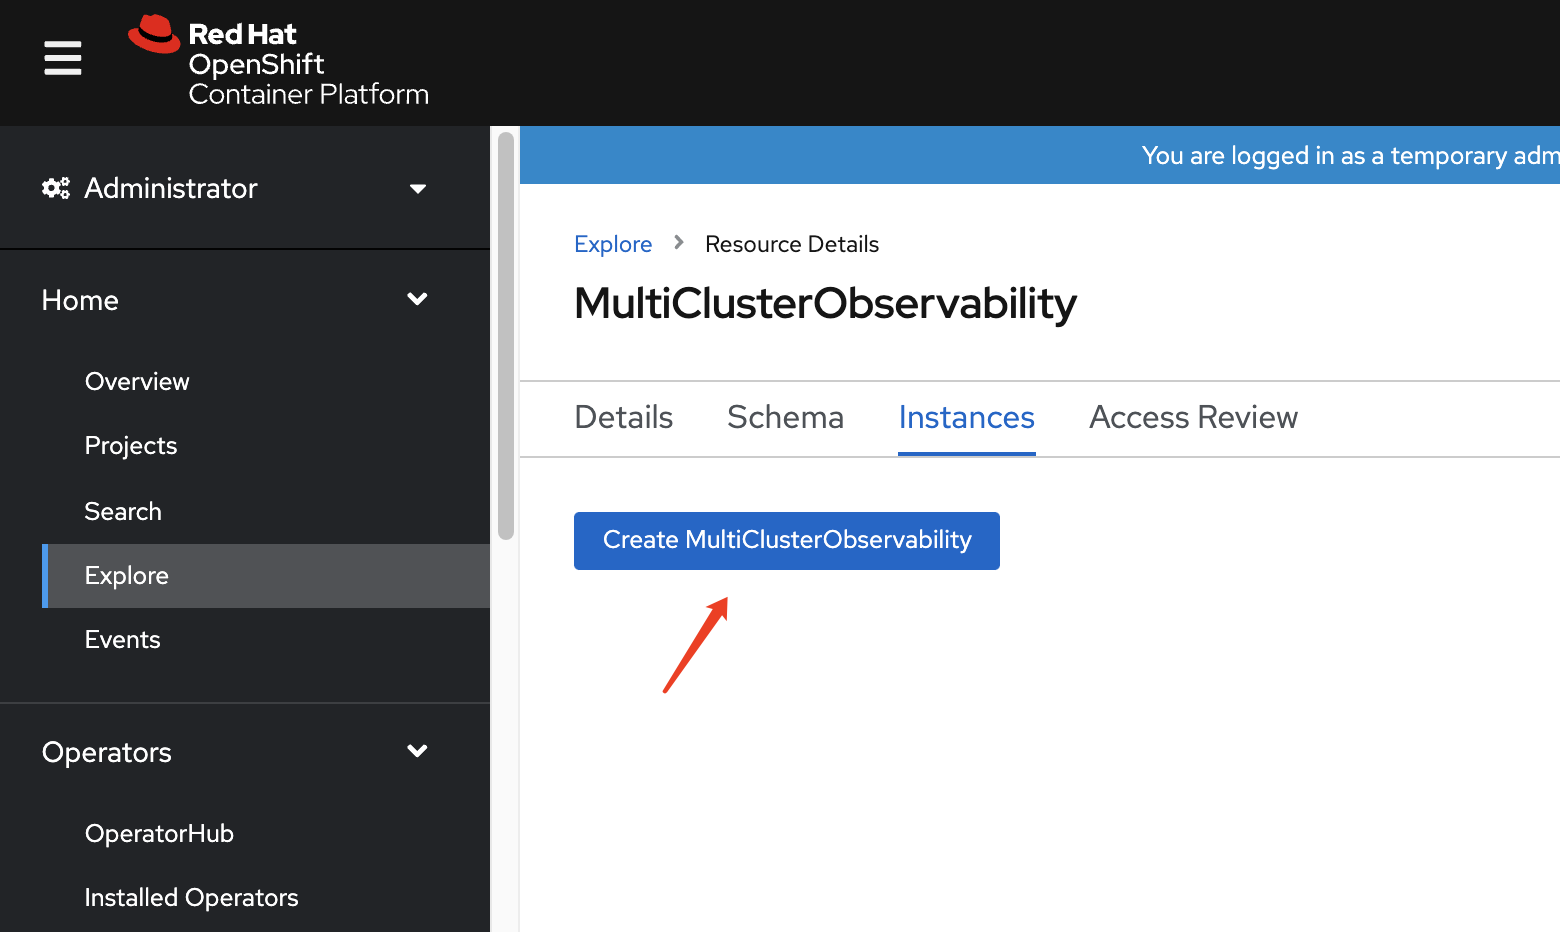 Red Hat
OpenShift
Container Platform
Administrator
Home
Overview
Projects
Search
Explore
Events
Operators
OperatorHub
Installed Operators
You are logged in as a temporary adm
Explore Resource Details
MultiClusterObservability
Details Schema Instances Access Review
Create MultiClusterObservability